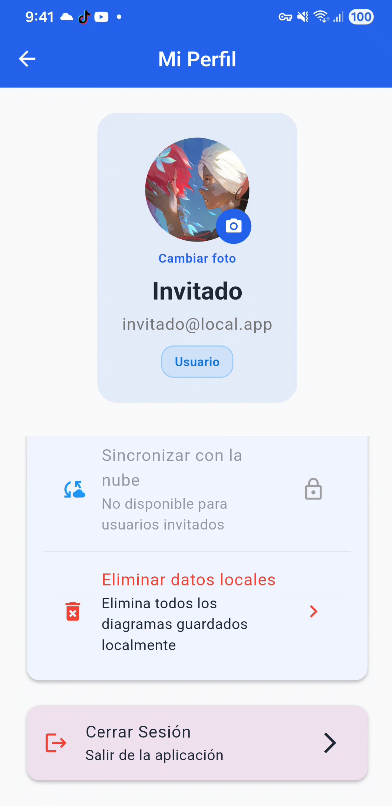 9:41
100
Mi Perfil
Cambiar foto
Invitado
invitado@local.app
Usuario
Sincronizar con la
nube
No disponible para
usuarios invitados
Eliminar datos locales
Elimina todos los
diagramas guardados
localmente
Cerrar Sesión
Salir de la aplicación